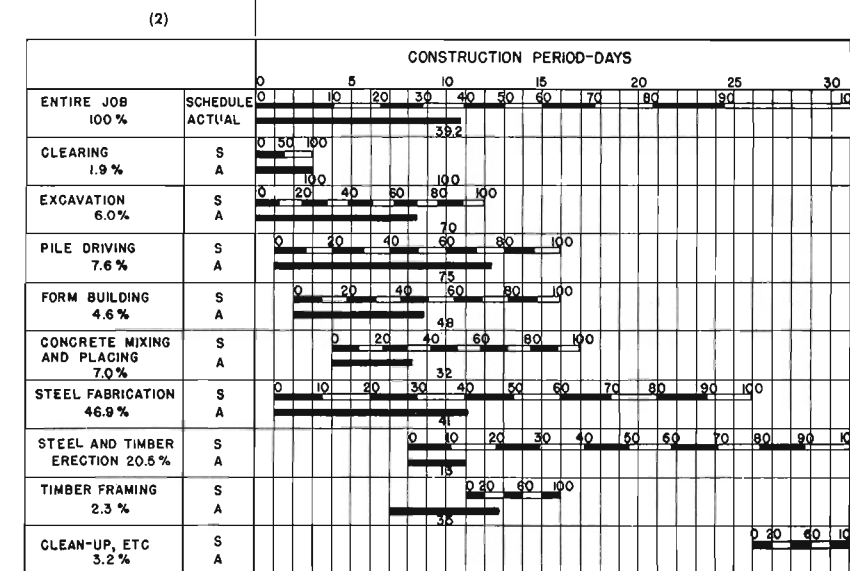 (2)
CONSTRUCTION PERIOD-DAYS
0 5 10 15 20 25 30
ENTIRE JOB SCHEDULE 0 10 20 30 40 50 60 70 80 90 10
100 % ACTUAL
39.2
CLEARING S 0 50 100
1.9 % A
100 100
EXCAVATION S 0 20 40 60 80 100
6.0 % A
70
PILE DRIVING S 0 20 40 60 80 100
7.6 % A
75
FORM BUILDING S 0 20 40 60 80 100
4.6 % A
48
CONCRETE MIXING S 0 20 40 60 80 100
AND PLACING A
7.0 % 32
STEEL FABRICATION S 0 10 20 30 40 50 60 70 80 90 100
46.9 % A
41
STEEL AND TIMBER S 0 10 20 30 40 50 60 70 80 90 10
ERECTION 20.5 % A
TIMBER FRAMING S 0 20 60 100
2.3 % A
35
CLEAN-UP, ETC S 0 20 60 10
3.2 % A